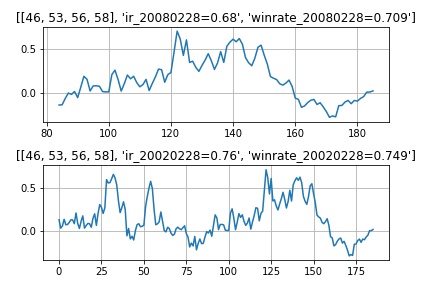 [[46, 53, 56, 58], 'ir_20080228=0.68', 'winrate_20080228=0.709']
0.5
0.0
80 100 120 140 160 180
[[46, 53, 56, 58], 'ir_20020228=0.76', 'winrate_20020228=0.749']
0.5
0.0
0 25 50 75 100 125 150 175